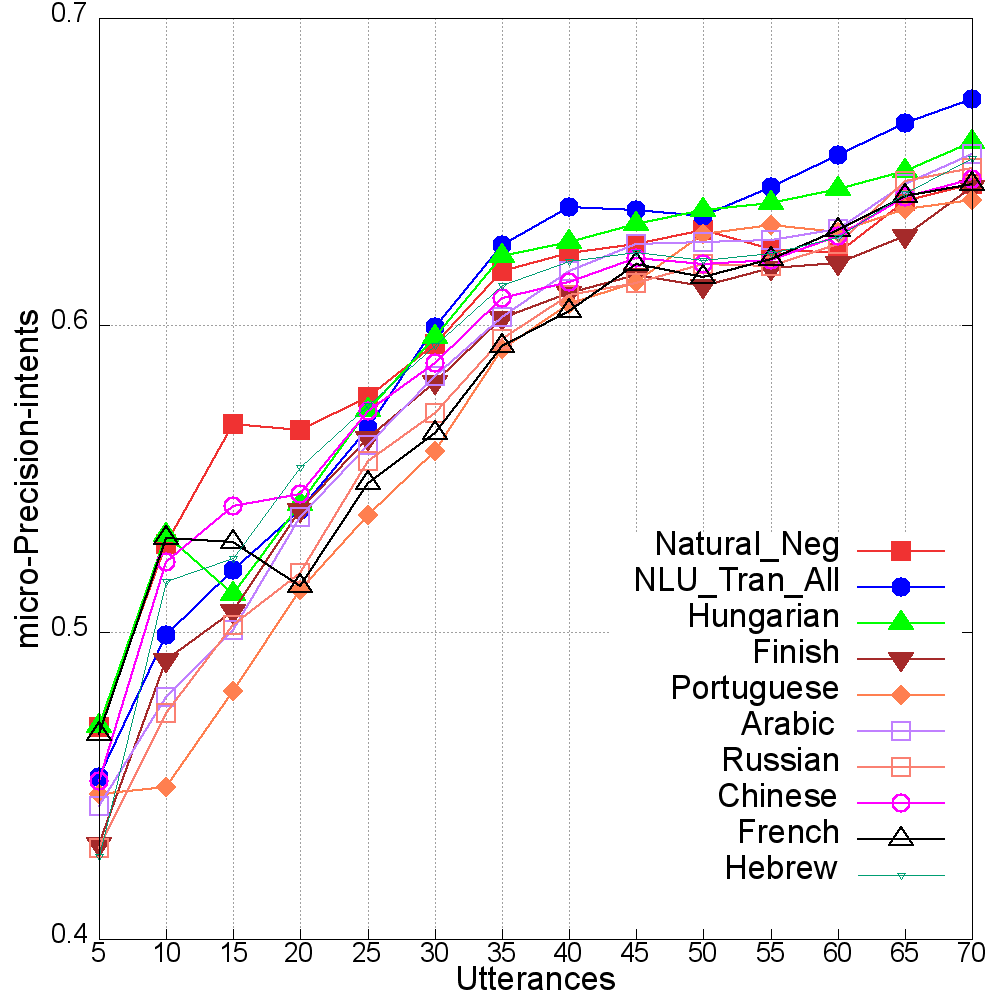 0.7
0.6
0.5
0.4
micro-Precision-intents
Natural_Neg
NLU_Tran_All
Hungarian
Finish
Portuguese
Arabic
Russian
Chinese
French
Hebrew
5 10 15 20 25 30 35 40 45 50 55 60 65 70
Utterances